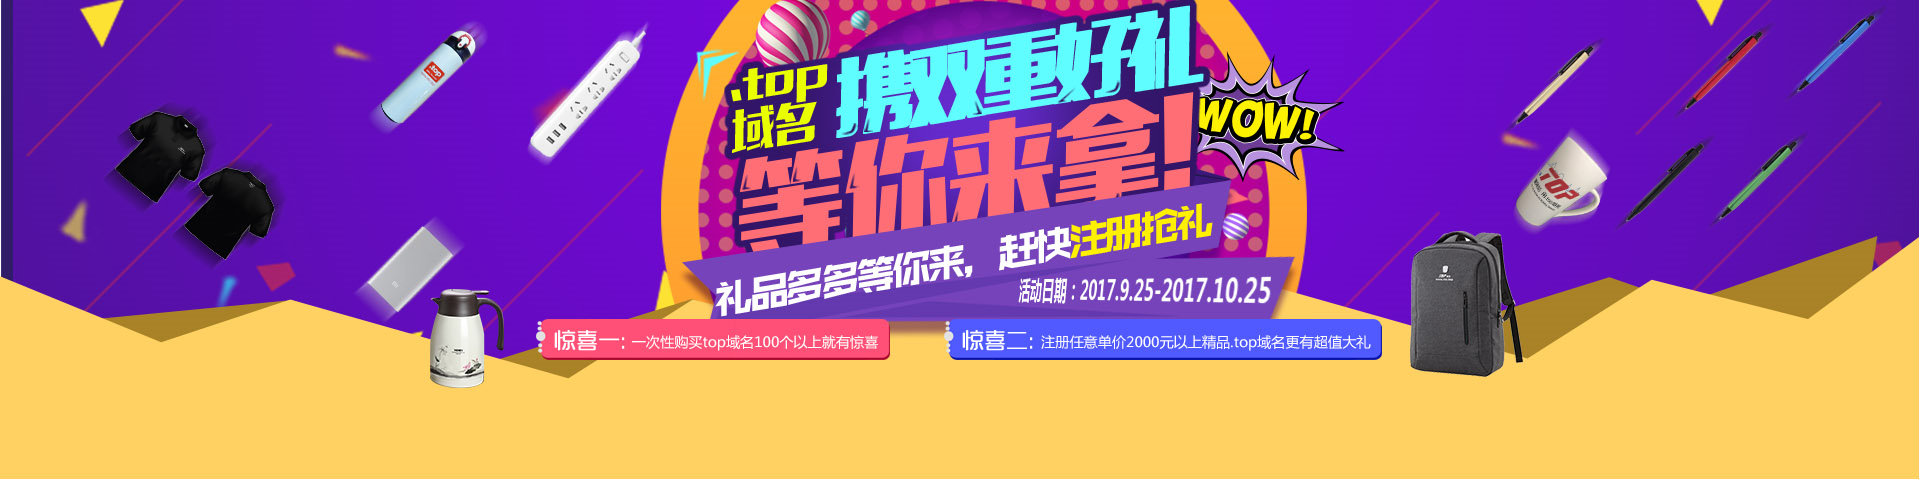 .top
域名
携双重好礼
等你来拿!
WOW!
礼品多多等你来，赶快注册抢礼
活动日期：2017.9.25-2017.10.25
惊喜一: 一次性购买top域名100个以上就有惊喜
惊喜二: 注册任意单价2000元以上精品.top域名更有超值大礼
.top
TOP